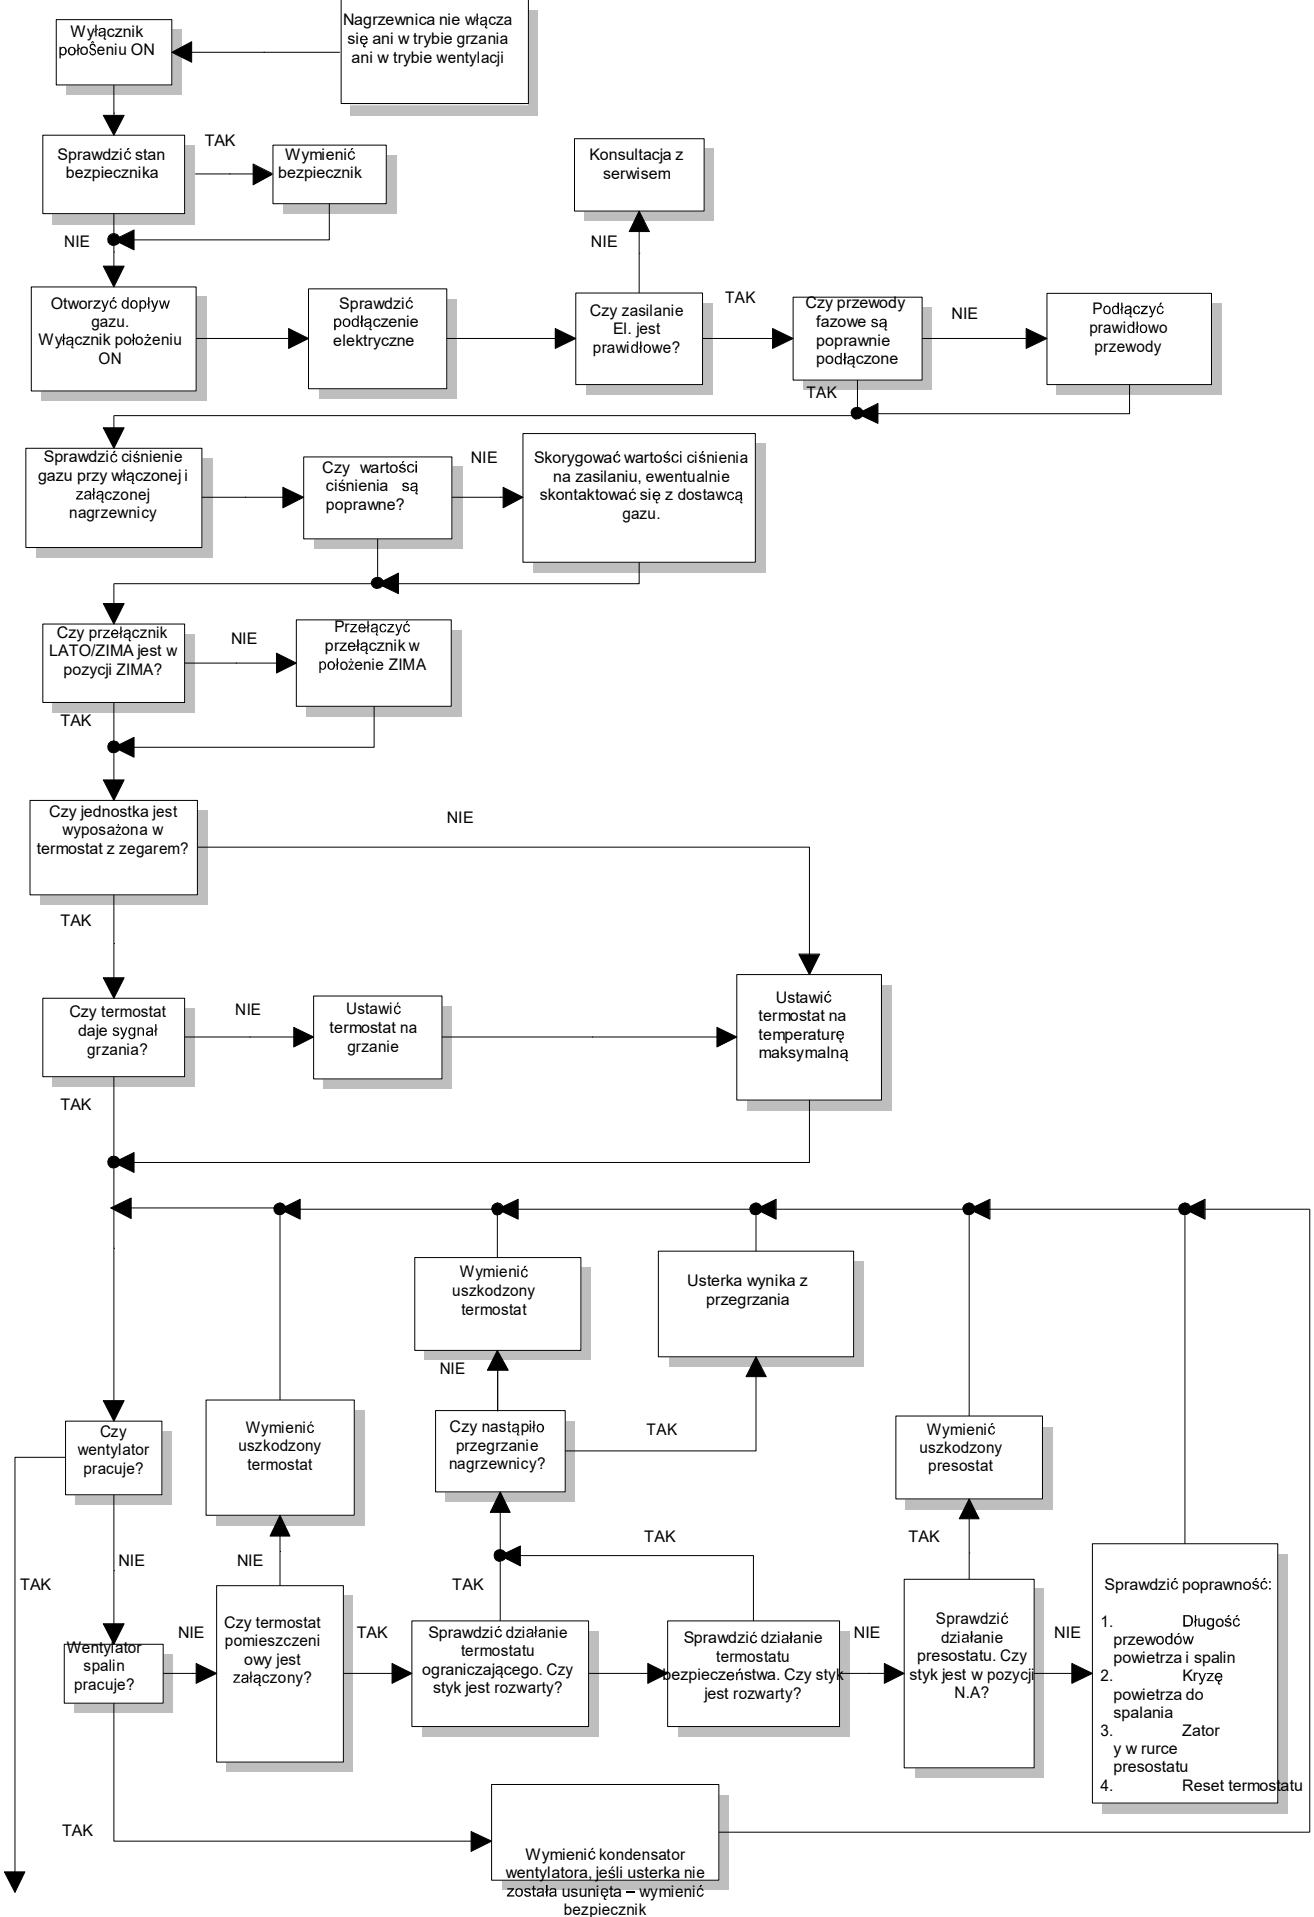 Nagrzewnica nie włącza
się ani w trybie grzania
ani w trybie wentylacji
Wyłącznik
połoŜeniu ON
Sprawdzić stan
bezpiecznika
TAK
Wymienić
bezpiecznik
NIE
Konsultacja z
serwisem
NIE
Otworzyć dopływ
gazu.
Wyłącznik położeniu
ON
Sprawdzić
podłączenie
elektryczne
Czy zasilanie
El. jest
prawidłowe?
TAK
Czy przewody
fazowe są
poprawnie
podłączone
NIE
Podłączyć
prawidłowo
przewody
TAK
Sprawdzić ciśnienie
gazu przy włączonej i
załączonej
nagrzewnicy
Czy wartości
ciśnienia są
poprawne?
NIE
Skorygować wartości ciśnienia
na zasilaniu, ewentualnie
skontaktować się z dostawcą
gazu.
Czy przełącznik
LATO/ZIMA jest w
pozycji ZIMA?
NIE
Przełączyć
przełącznik w
położenie ZIMA
TAK
Czy jednostka jest
wyposażona w
termostat z zegarem?
NIE
TAK
Czy termostat
daje sygnał
grzania?
NIE
Ustawić
termostat na
grzanie
Ustawić
termostat na
temperaturę
maksymalną
TAK
Wymienić
uszkodzony
termostat
Usterka wynika z
przegrzania
NIE
Czy
wentylator
pracuje?
Wymienić
uszkodzony
termostat
Czy nastąpiło
przegrzanie
nagrzewnicy?
TAK
Wymienić
uszkodzony
presostat
TAK
NIE
NIE
TAK
TAK
TAK
Wentylator
spalin
pracuje?
NIE
Czy termostat
pomieszczeni
owy jest
załączony?
TAK
Sprawdzić działanie
termostatu
ograniczającego. Czy
styk jest rozwarty?
Sprawdzić działanie
termostatu
bezpieczeństwa. Czy styk
jest rozwarty?
NIE
Sprawdzić
działanie
presostatu. Czy
styk jest w pozycji
N.A?
NIE
Sprawdzić poprawność:
1. Długość
przewodów
powietrza i spalin
2. Kryzę
powietrza do
spalania
3. Zator
y w rurce
presostatu
4. Reset termostatu
TAK
Wymienić kondensator
wentylatora, jeśli usterka nie
została usunięta – wymienić
bezpiecznik